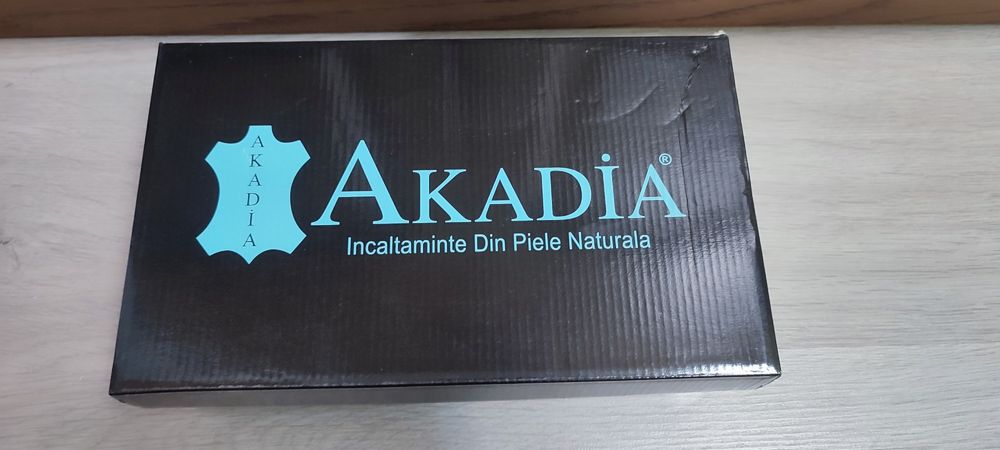 AKADİA
AKADİA®
Incaltaminte Din Piele Naturala